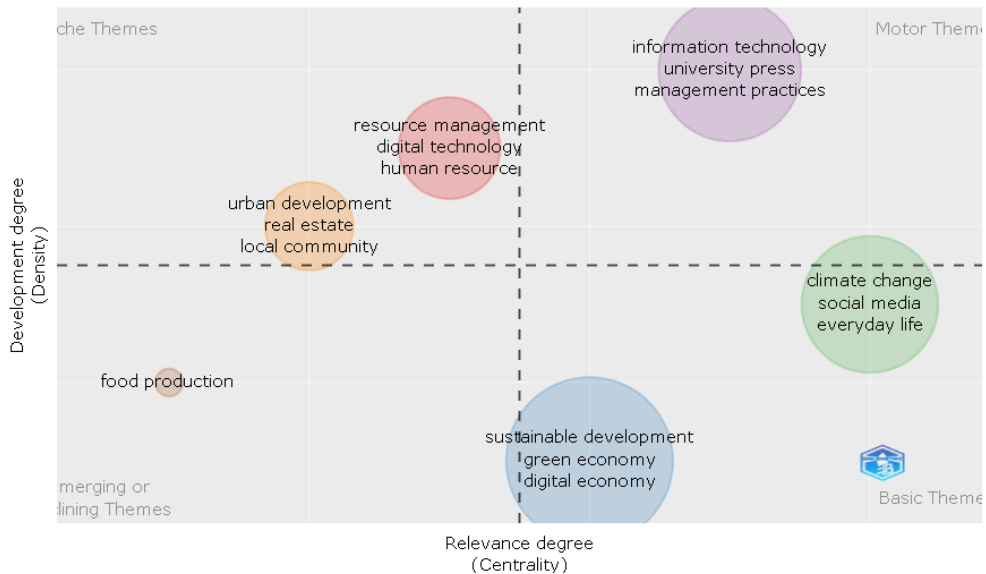 che Themes
Motor Theme
information technology
university press
management practices
resource management
digital technology
human resource
urban development
real estate
local community
climate change
social media
everyday life
food production
sustainable development
green economy
digital economy
merging or
lining Themes
Basic Theme
Development degree
(Density)
Relevance degree
(Centrality)